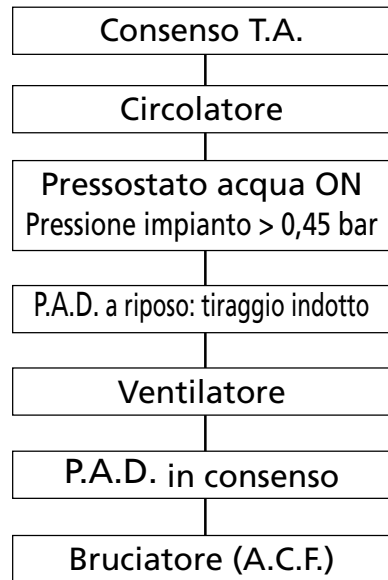 Consenso T.A.
Circolatore
Pressostato acqua ON
Pressione impianto > 0,45 bar
P.A.D. a riposo: tiraggio indotto
Ventilatore
P.A.D. in consenso
Bruciatore (A.C.F.)